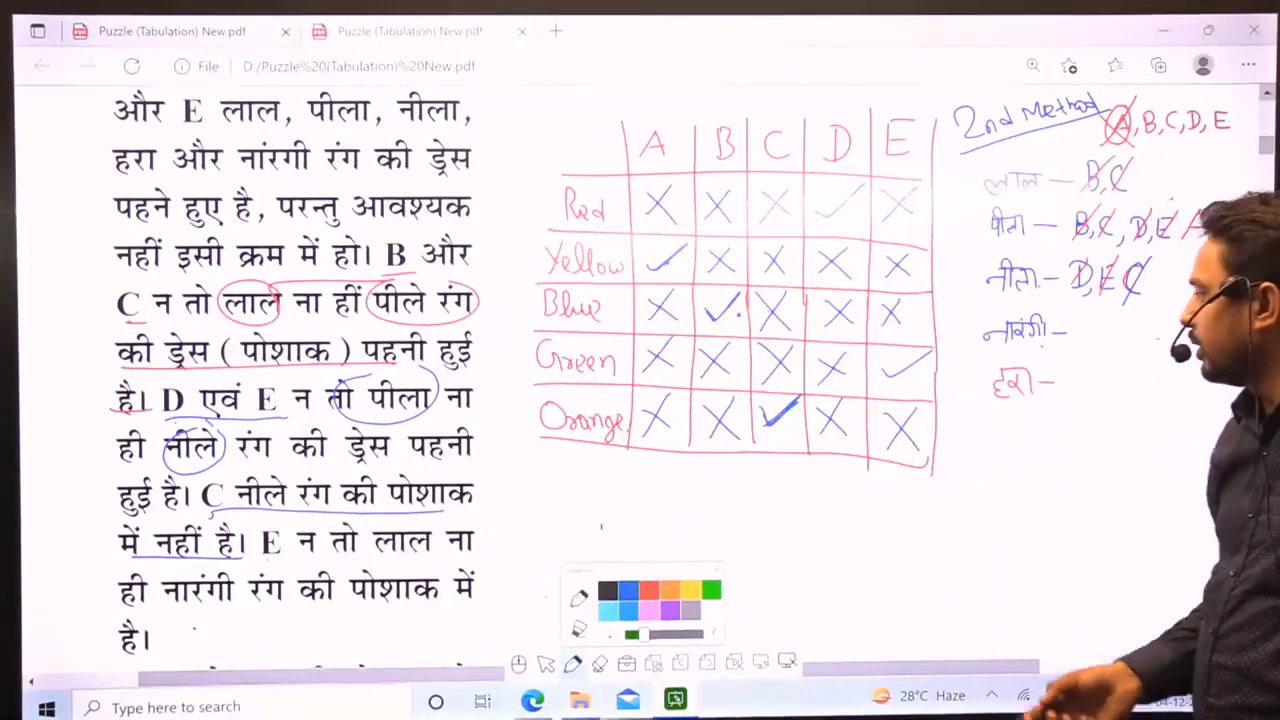 Puzzle (Tabulation) New.pdf
Puzzle (Tabulation) New.pdf
File
D:/Puzzle%20(Tabulation)%20New.pdf
और E लाल, पीला, नीला,
हरा और नांरगी रंग की ड्रेस
पहने हुए है, परन्तु आवश्यक
नहीं इसी क्रम में हो। B और
C न तो लाल ना हीं पीले रंग
की ड्रेस ( पोशाक ) पहनी हुई
है। D एवं E न तो पीला ना
ही नीले रंग की ड्रेस पहनी
हुई है। C नीले रंग की पोशाक
में नहीं है। E न तो लाल ना
ही नारंगी रंग की पोशाक में
है।
A B C D E
Red
Yellow
Blue
Green
Orange
2nd Method
A, B, C, D, E
लाल – B, C
पीला – B, C, D, E A
नीला – D, E C
नारंगी –
हरा –
Type here to search
28°C Haze